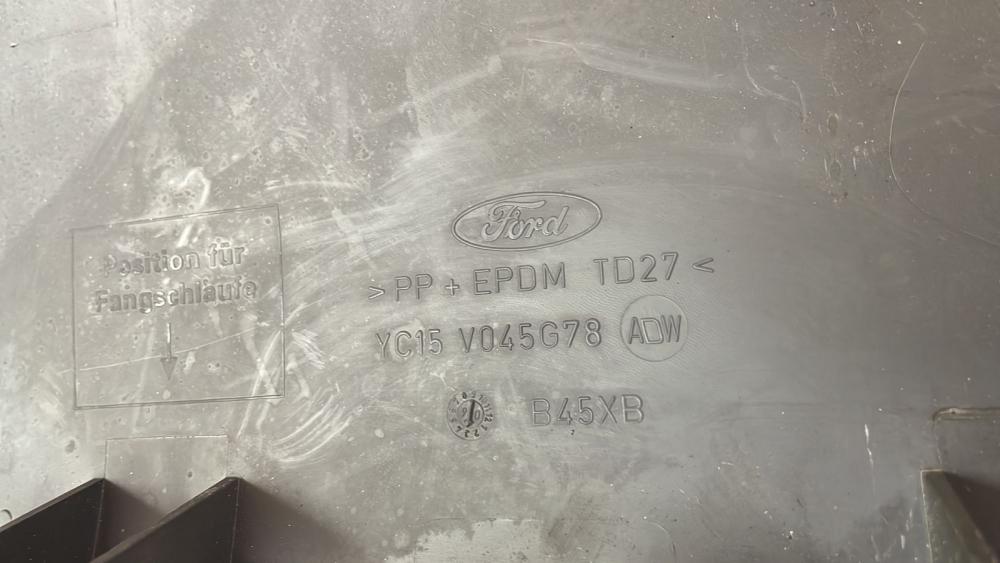 Position für
Fangschlaufe
Ford
>PP + EPDM TD27<
YC15 V045G78 ADW
B45XB